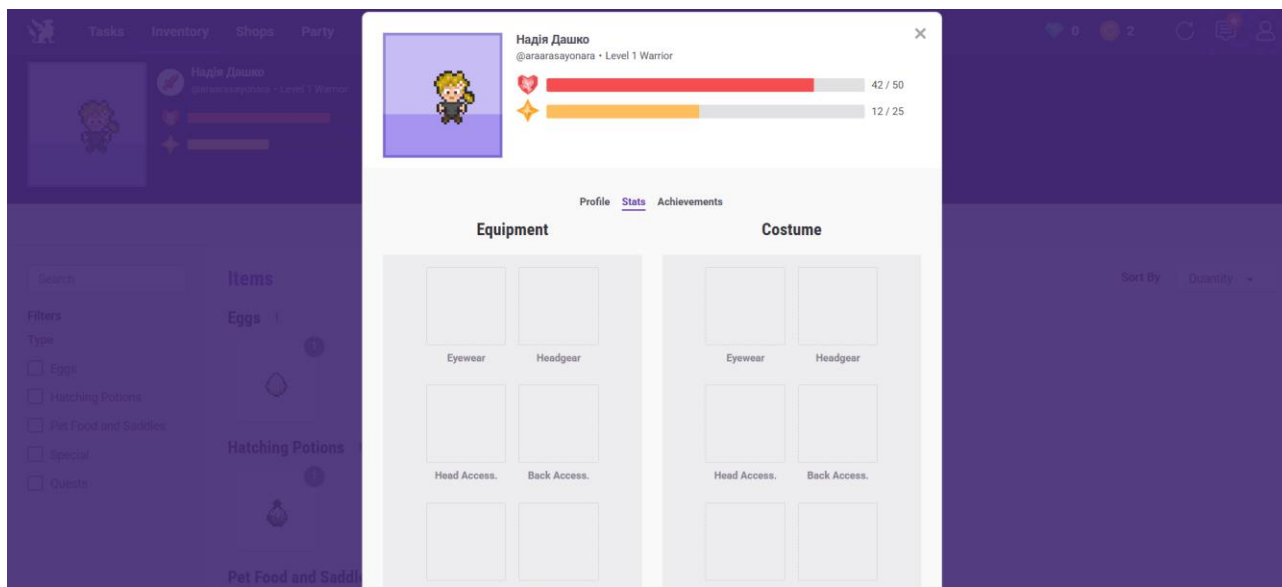 Tasks Inventory Shops Party
0 2
Надія Дашко
@araarasayonara • Level 1 Warrior
Надія Дашко
@araarasayonara • Level 1 Warrior
42 / 50
12 / 25
Profile Stats Achievements
Equipment Costume
Search
Items
Sort By Quantity
Filters
Eggs 1
Type
1
Eyewear Headgear Eyewear Headgear
Eggs
Hatching Potions
Pet Food and Saddles
Hatching Potions
Special
Head Access. Back Access. Head Access. Back Access.
1
Quests
Pet Food and Saddl